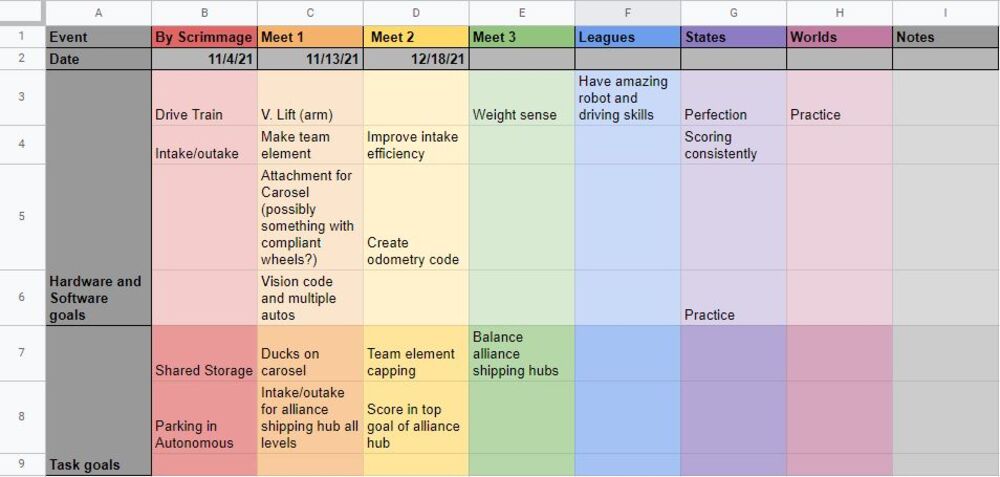 A B C D E F G H I
1 Event By Scrimmage Meet 1 Meet 2 Meet 3 Leagues States Worlds Notes
2 Date 11/4/21 11/13/21 12/18/21
3 Drive Train V. Lift (arm) Weight sense Have amazing
robot and
driving skills Perfection Practice
4 Intake/outake Make team
element Improve intake
efficiency Scoring
consistently
5 Attachment for
Carosel
(possibly
something with
compliant
wheels?) Create
odometry code
6 Hardware and
Software
goals Vision code
and multiple
autos Practice
7 Shared Storage Ducks on
carosel Team element
capping Balance
alliance
shipping hubs
8 Parking in
Autonomous Intake/outake
for alliance
shipping hub all
levels Score in top
goal of alliance
hub
9 Task goals